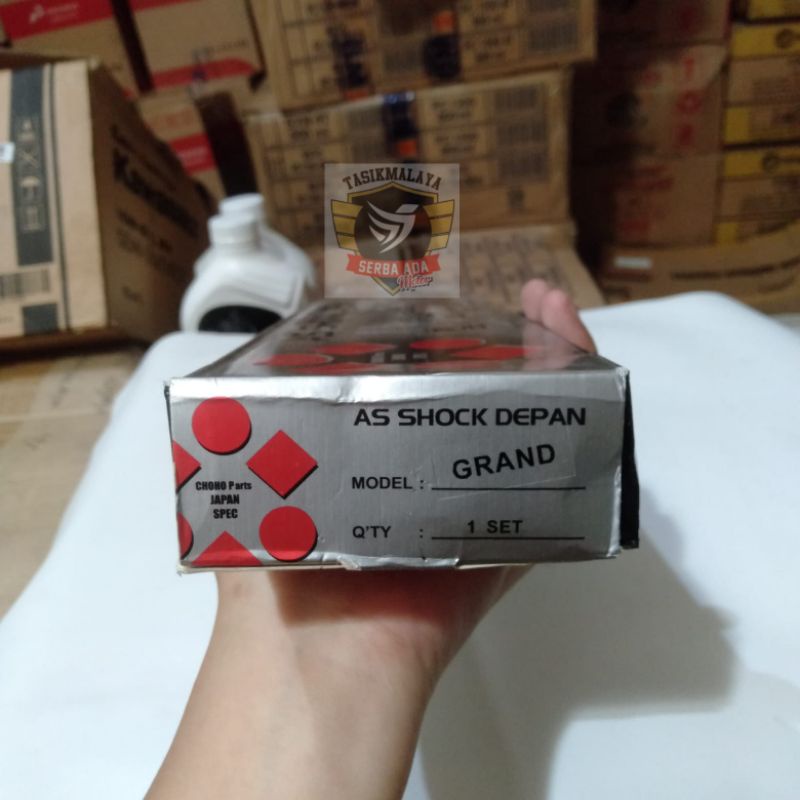 TASIKMALAYA
SERBA ADA
Motor
AS SHOCK DEPAN
MODEL : GRAND
Q'TY : 1 SET
CHOHO Parts
JAPAN
SPEC